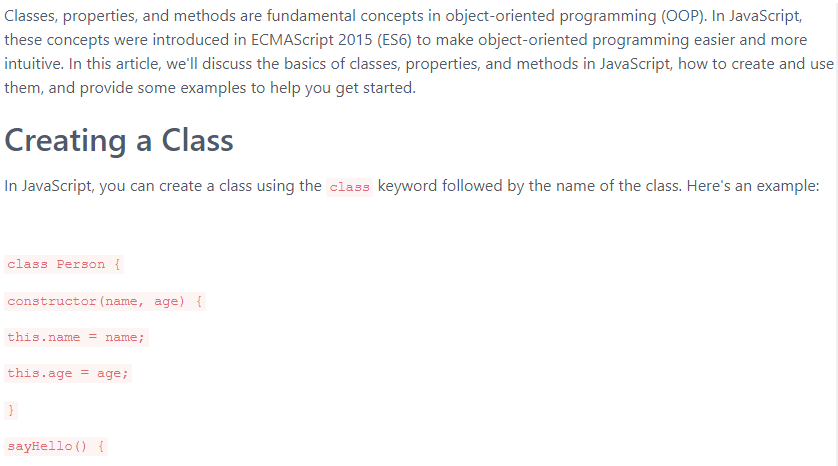 Classes, properties, and methods are fundamental concepts in object-oriented programming (OOP). In JavaScript,
these concepts were introduced in ECMAScript 2015 (ES6) to make object-oriented programming easier and more
intuitive. In this article, we'll discuss the basics of classes, properties, and methods in JavaScript, how to create and use
them, and provide some examples to help you get started.
Creating a Class
In JavaScript, you can create a class using the class keyword followed by the name of the class. Here's an example:
class Person {
constructor(name, age) {
this.name = name;
this.age = age;
}
sayHello() {